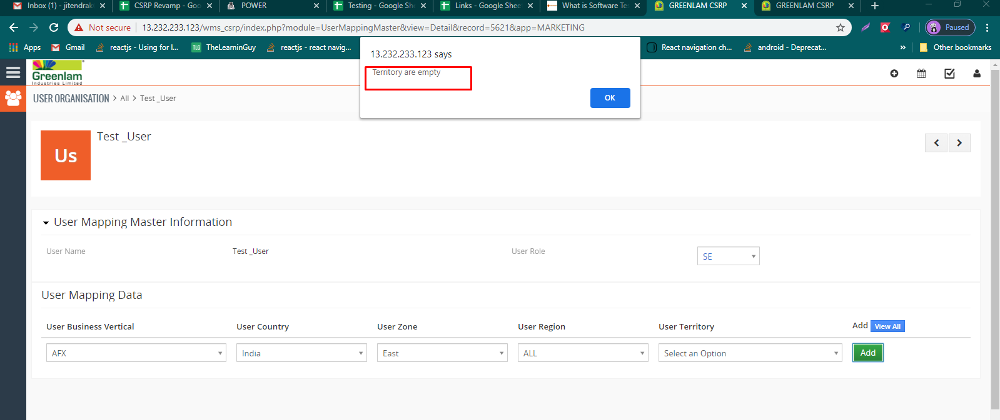 Inbox (1) - jitendrak
CSRP Revamp - Goo
POWER
Testing - Google She
Links - Google Sheet
What is Software Tes
GREENLAM CSRP
GREENLAM CSRP
Not secure
13.232.233.123/wms_csrp/index.php?module=UserMappingMaster&view=Detail&record=5621&app=MARKETING
Paused
Apps
Gmail
reactjs - Using for l...
TLG
TheLearningGuy
reactjs - react navig...
React navigation ch...
android - Deprecat...
»
Other bookmarks
13.232.233.123 says
Territory are empty
OK
Greenlam
Industries Limited
USER ORGANISATION > All > Test _User
Us
Test _User
User Mapping Master Information
User Name
Test _User
User Role
SE
User Mapping Data
User Business Vertical
User Country
User Zone
User Region
User Territory
Add
View All
AFX
India
East
ALL
Select an Option
Add